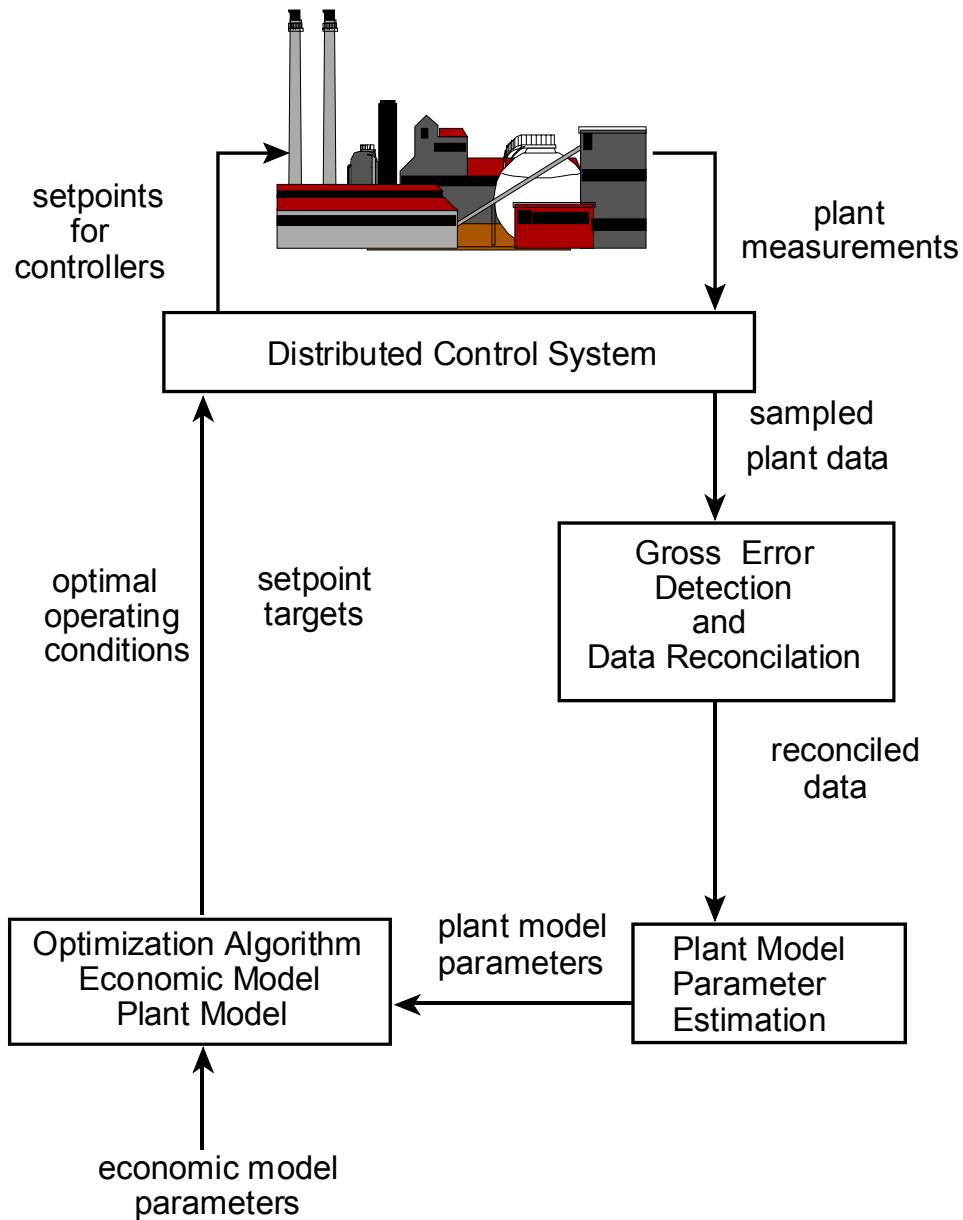 setpoints
for
controllers
plant
measurements
Distributed Control System
sampled
plant data
Gross Error
Detection
and
Data Reconcilation
optimal
operating
conditions
setpoint
targets
reconciled
data
Optimization Algorithm
Economic Model
Plant Model
plant model
parameters
Plant Model
Parameter
Estimation
economic model
parameters